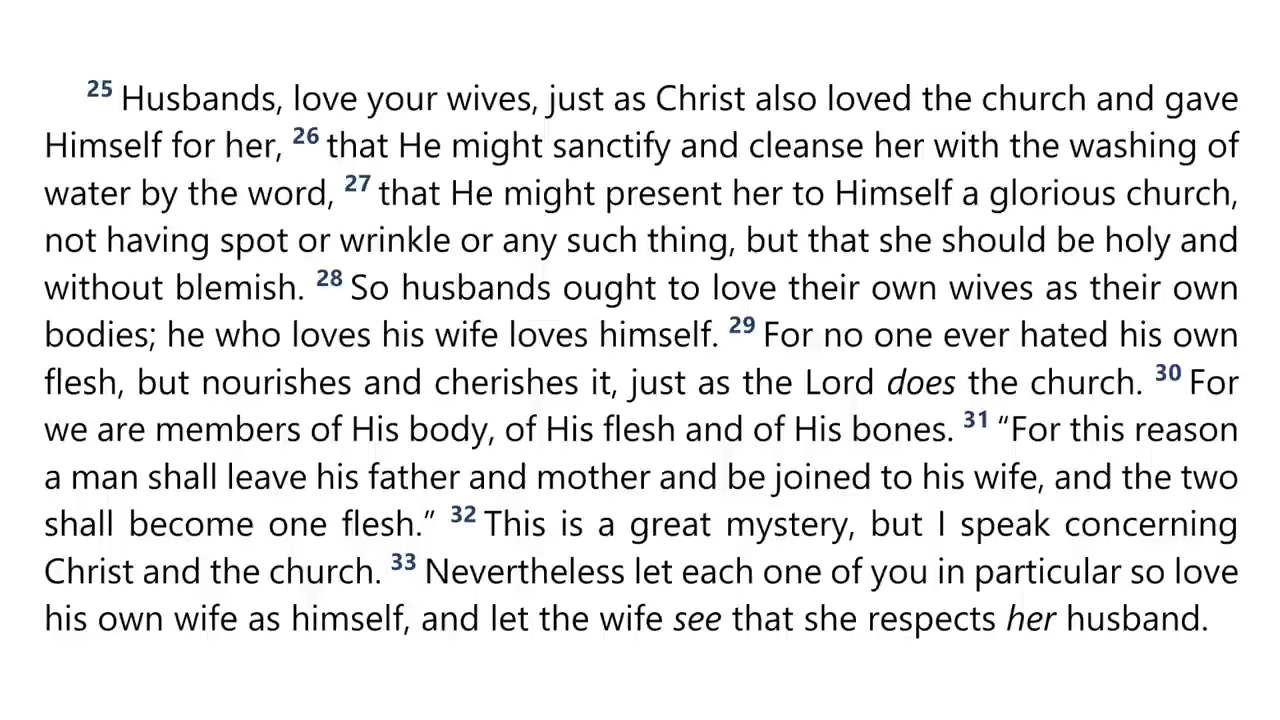 25 Husbands, love your wives, just as Christ also loved the church and gave
Himself for her, 26 that He might sanctify and cleanse her with the washing of
water by the word, 27 that He might present her to Himself a glorious church,
not having spot or wrinkle or any such thing, but that she should be holy and
without blemish. 28 So husbands ought to love their own wives as their own
bodies; he who loves his wife loves himself. 29 For no one ever hated his own
flesh, but nourishes and cherishes it, just as the Lord does the church. 30 For
we are members of His body, of His flesh and of His bones. 31 “For this reason
a man shall leave his father and mother and be joined to his wife, and the two
shall become one flesh.” 32 This is a great mystery, but I speak concerning
Christ and the church. 33 Nevertheless let each one of you in particular so love
his own wife as himself, and let the wife see that she respects her husband.